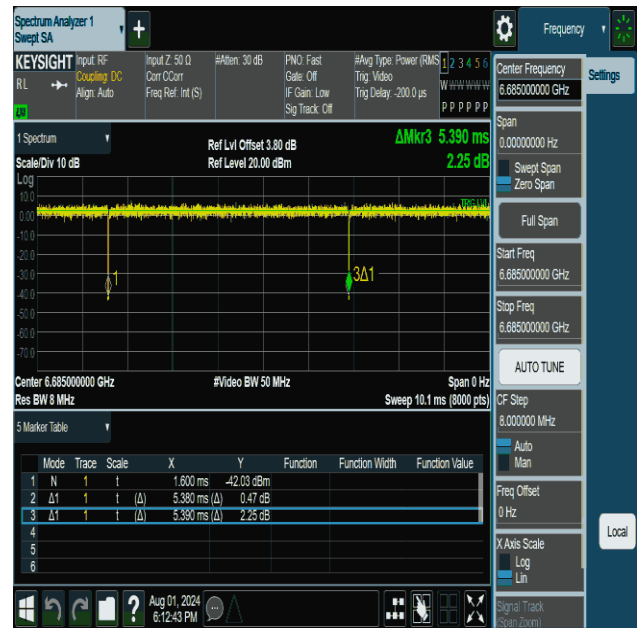 Spectrum Analyzer 1
Swept SA
+
Frequency
KEYSIGHT Input: RF Input Z: 50 Ω #Atten: 30 dB PNO: Fast #Avg Type: Power (RMS 1 2 3 4 5 6
RL Coupling: DC Corr CCorr Gate: Off Trig: Video W W W W W W
Align: Auto Freq Ref: Int (S) IF Gain: Low Trig Delay: -200.0 µs
Sig Track: Off P P P P P P
Center Frequency
6.685000000 GHz
Settings
1 Spectrum
Scale/Div 10 dB
Ref Lvl Offset 3.80 dB
Ref Level 20.00 dBm
ΔMkr3 5.390 ms
2.25 dB
Log
10.0
0.00
-10.0
-20.0
-30.0
-40.0
-50.0
-60.0
-70.0
TRIG LVL
1
3Δ1
Center 6.685000000 GHz #Video BW 50 MHz Span 0 Hz
Res BW 8 MHz Sweep 10.1 ms (8000 pts)
Span
0.00000000 Hz
Swept Span
Zero Span
Full Span
Start Freq
6.685000000 GHz
Stop Freq
6.685000000 GHz
AUTO TUNE
CF Step
8.000000 MHz
Auto
Man
Freq Offset
0 Hz
X Axis Scale
Log
Lin
Signal Track
(Span Zoom)
Local
5 Marker Table
Mode Trace Scale X Y Function Function Width Function Value
1 N 1 t 1.600 ms -42.03 dBm
2 Δ1 1 t (Δ) 5.380 ms (Δ) 0.47 dB
3 Δ1 1 t (Δ) 5.390 ms (Δ) 2.25 dB
4
5
6
?
Aug 01, 2024
6:12:43 PM